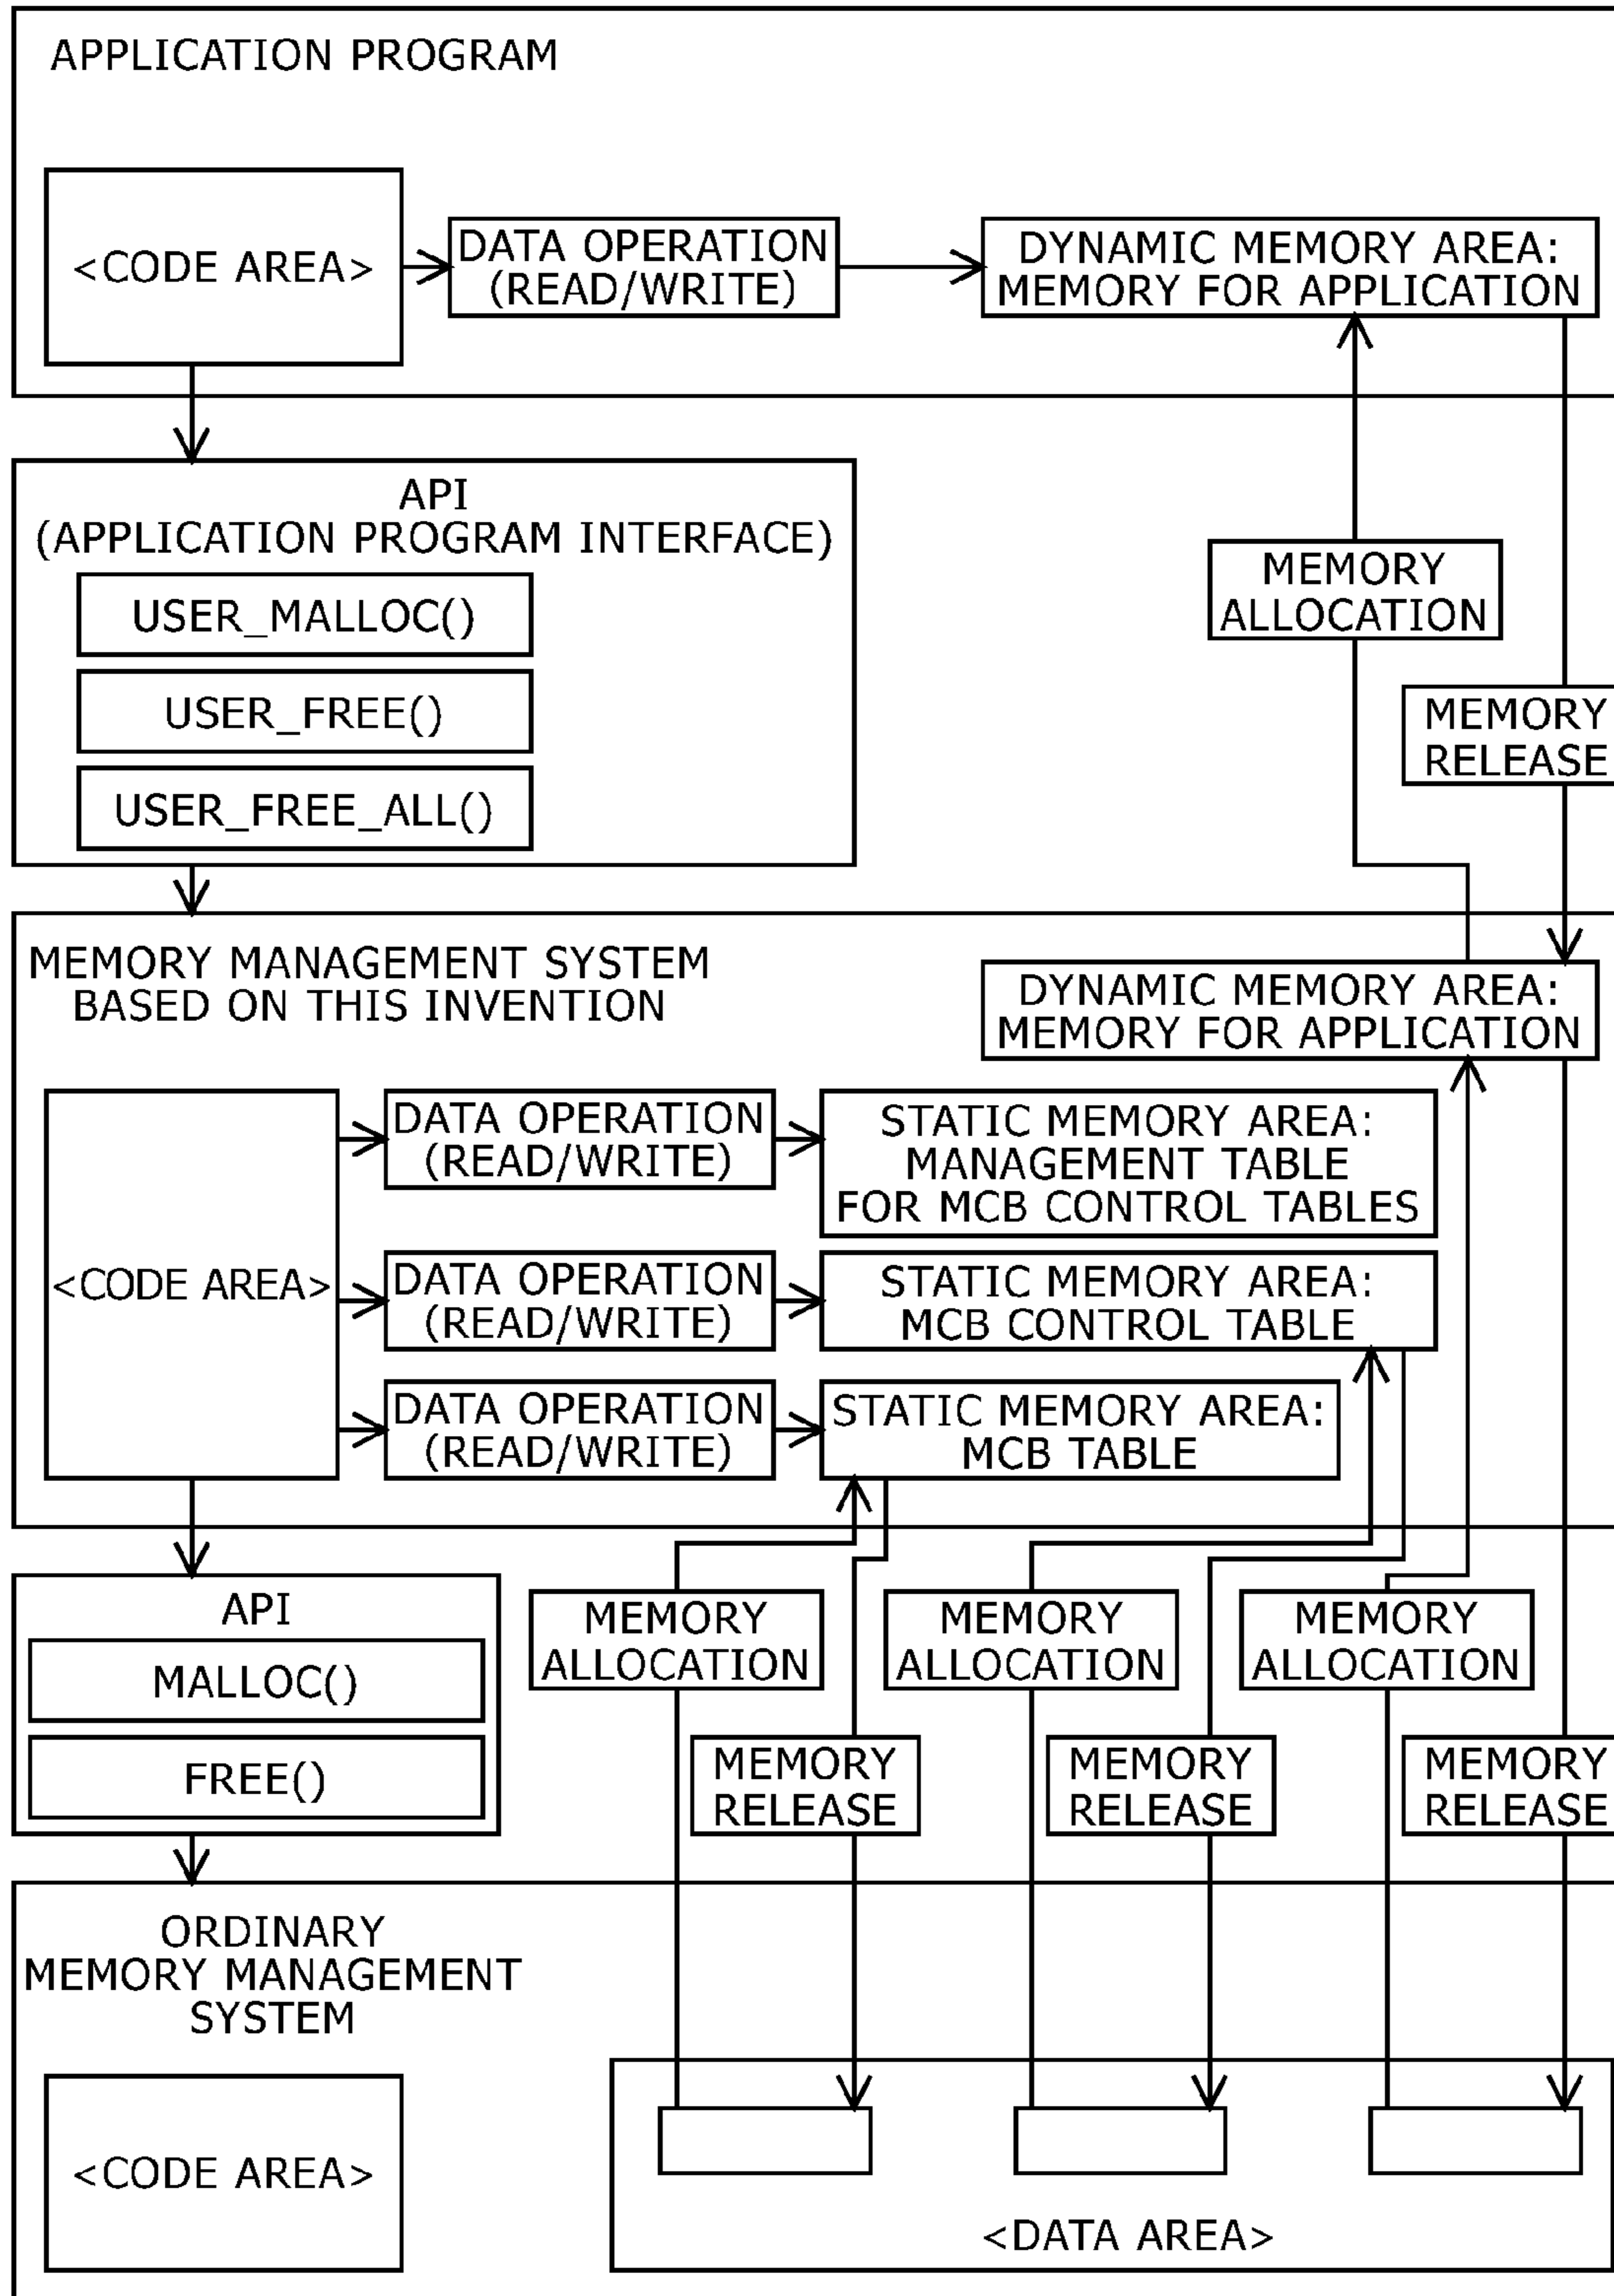 APPLICATION PROGRAM
<CODE AREA>
DATA OPERATION
(READ/WRITE)
DYNAMIC MEMORY AREA:
MEMORY FOR APPLICATION
API
(APPLICATION PROGRAM INTERFACE)
USER_MALLOC()
USER_FREE()
USER_FREE_ALL()
MEMORY
ALLOCATION
MEMORY
RELEASE
MEMORY MANAGEMENT SYSTEM
BASED ON THIS INVENTION
DYNAMIC MEMORY AREA:
MEMORY FOR APPLICATION
<CODE AREA>
DATA OPERATION
(READ/WRITE)
STATIC MEMORY AREA:
MANAGEMENT TABLE
FOR MCB CONTROL TABLES
DATA OPERATION
(READ/WRITE)
STATIC MEMORY AREA:
MCB CONTROL TABLE
DATA OPERATION
(READ/WRITE)
STATIC MEMORY AREA:
MCB TABLE
API
MALLOC()
FREE()
MEMORY
ALLOCATION
MEMORY
RELEASE
MEMORY
ALLOCATION
MEMORY
RELEASE
MEMORY
ALLOCATION
MEMORY
RELEASE
ORDINARY
MEMORY MANAGEMENT
SYSTEM
<CODE AREA>
<DATA AREA>